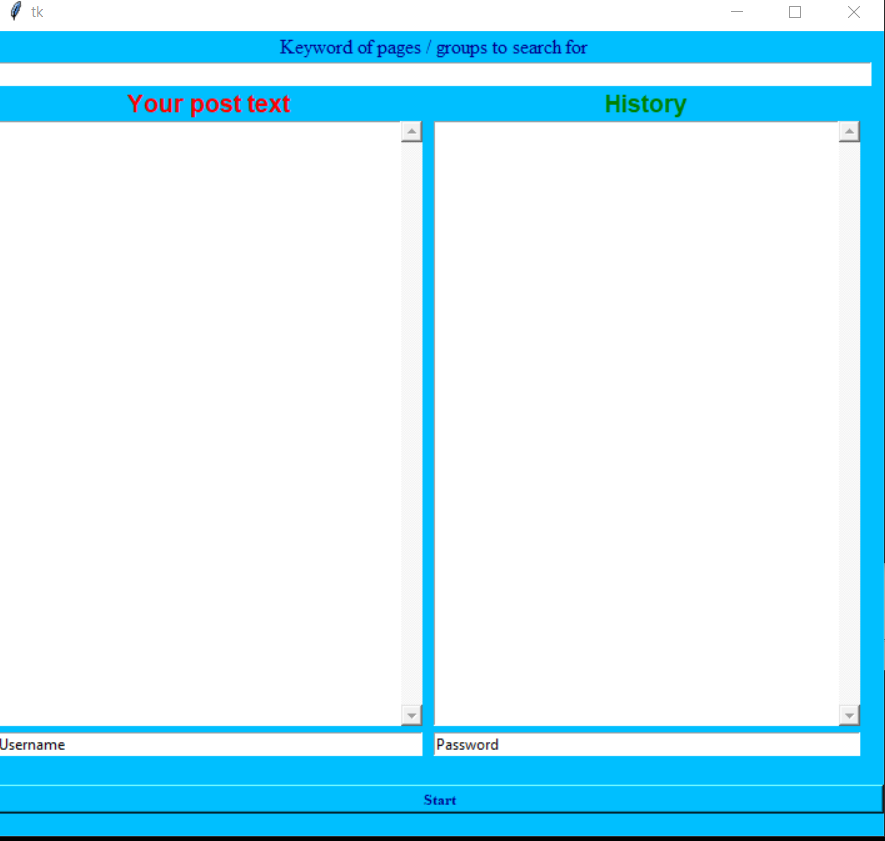 tk
Keyword of pages / groups to search for
Your post text
History
Username
Password
Start